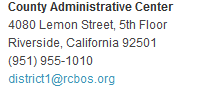 County Administrative Center
4080 Lemon Street, 5th Floor
Riverside, California 92501
(951) 955-1010
district1@rcbos.org